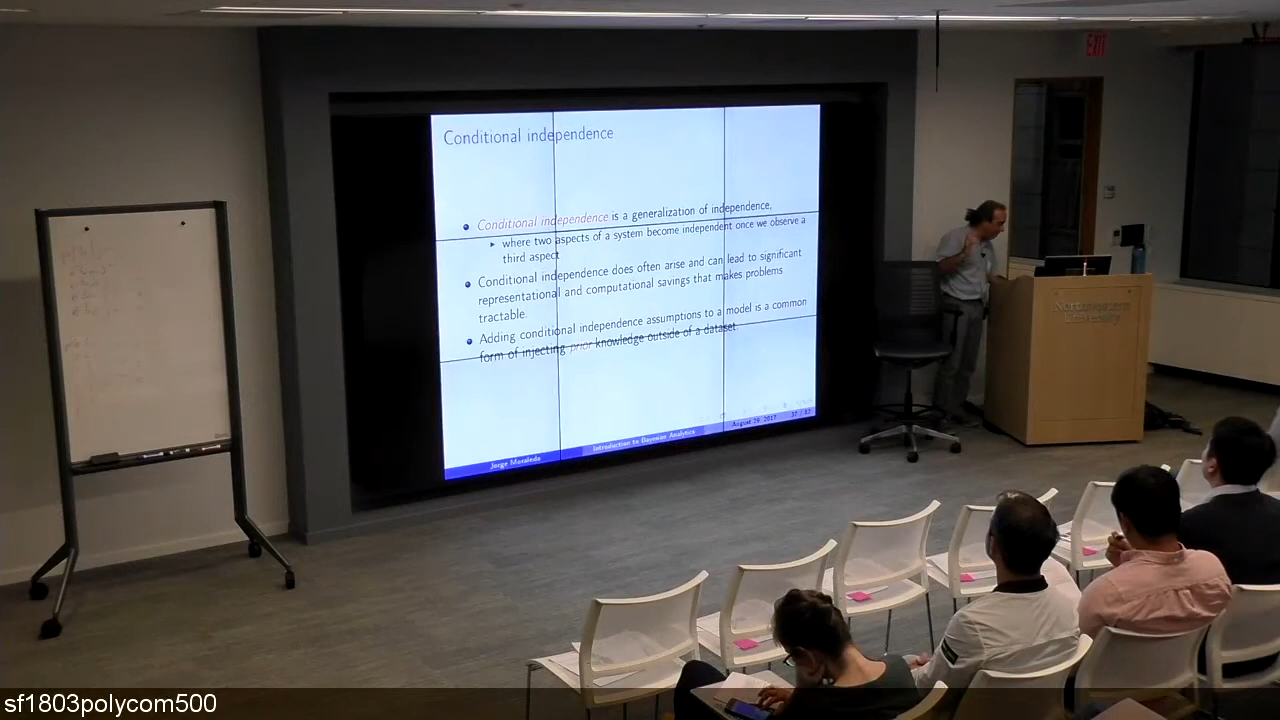 EXIT
Conditional independence
Conditional independence is a generalization of independence,
where two aspects of a system become independent once we observe a
third aspect
Conditional independence does often arise and can lead to significant
representational and computational savings that makes problems
tractable.
Adding conditional independence assumptions to a model is a common
form of injecting prior knowledge outside of a dataset.
Jorge Moraleda
Introduction to Bayesian Analytics
August 29, 2017
Northwestern
University
sf1803polycom500